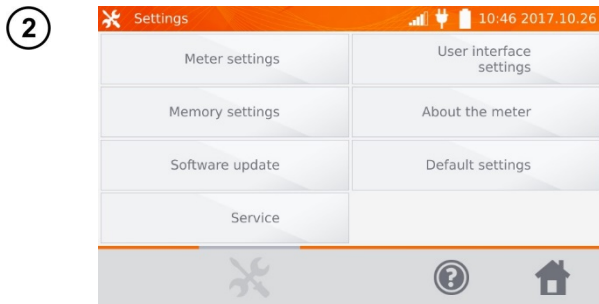 2
Settings
10:46 2017.10.26
Meter settings
User interface
settings
Memory settings
About the meter
Software update
Default settings
Service
?